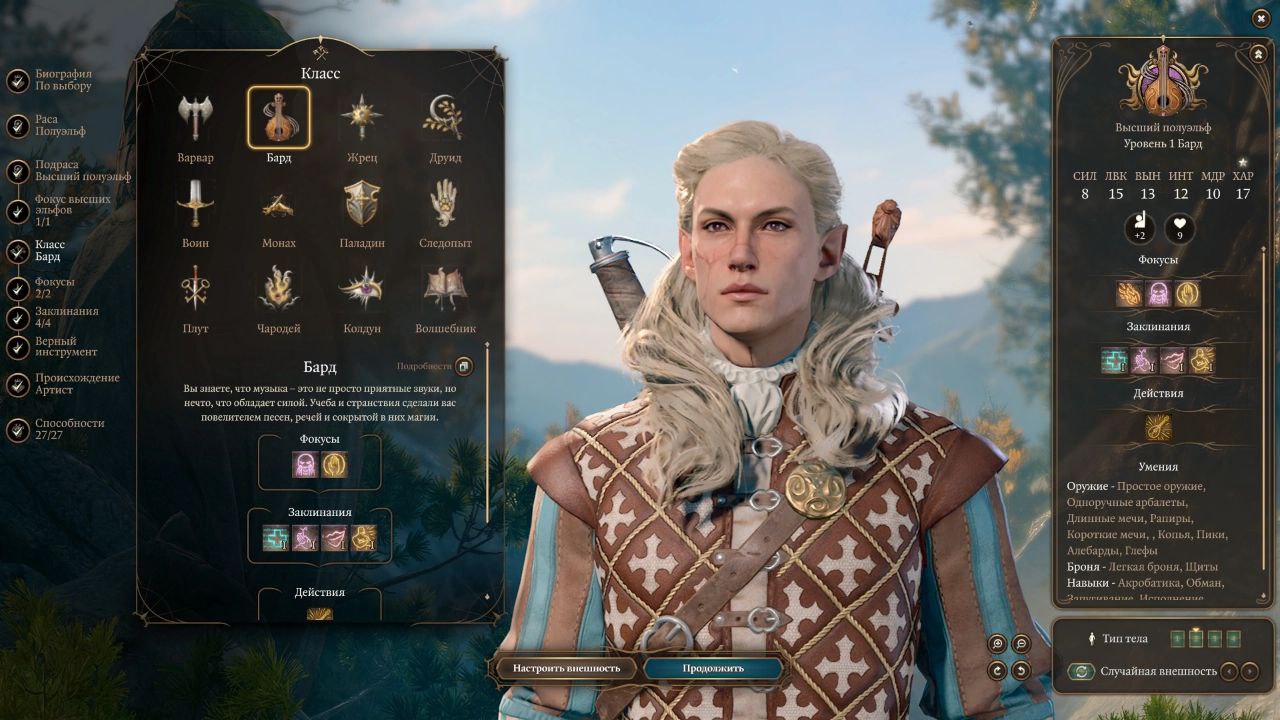 Биография
По выбору
Раса
Полуэльф
Подраса
Высший полуэльф
Фокус высших
эльфов
1/1
Класс
Бард
Фокусы
2/2
Заклинания
4/4
Верный
инструмент
Происхождение
Артист
Способности
27/27
Класс
Варвар
Бард
Жрец
Друид
Воин
Монах
Паладин
Следопыт
Плут
Чародей
Колдун
Волшебник
Бард
Подробности
Вы знаете, что музыка – это не просто приятные звуки, но
нечто, что обладает силой. Учеба и странствия сделали вас
повелителем песен, речей и сокрытой в них магии.
Фокусы
Заклинания
I I I I
Действия
Настроить внешность
Продолжить
Высший полуэльф
Уровень 1 Бард
СИЛ ЛВК ВЫН ИНТ МДР ХАР
8 15 13 12 10 17
+2 9
Фокусы
Заклинания
I I I I
Действия
Умения
Оружие - Простое оружие,
Одноручные арбалеты,
Длинные мечи, Рапиры,
Короткие мечи, , Копья, Пики,
Алебарды, Глефы
Броня - Легкая броня, Щиты
Навыки - Акробатика, Обман,
Запугивание, Исполнение
Тип тела
Случайная внешность